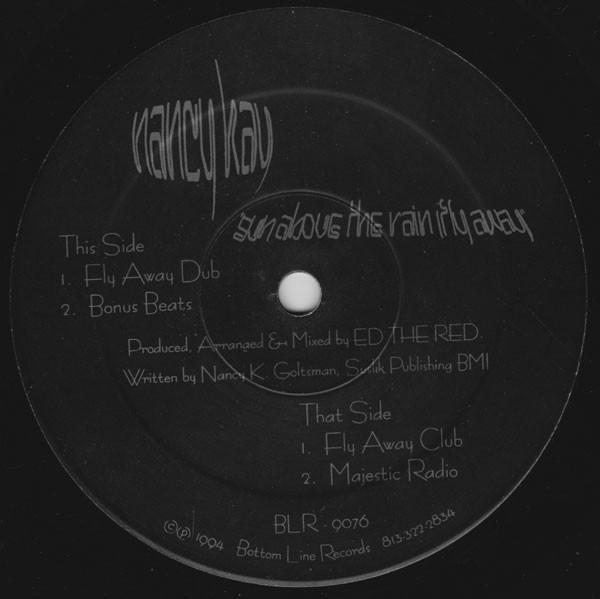 nancy kay
sun above the rain (fly away)
This Side
1. Fly Away Dub
2. Bonus Beats
Produced, Arranged & Mixed by ED THE RED.
Written by Nancy K. Goltsman, Publishing BMI
That Side
1. Fly Away Club
2. Majestic Radio
BLR - 9076
©℗ 1994 Bottom Line Records 813-322-2834